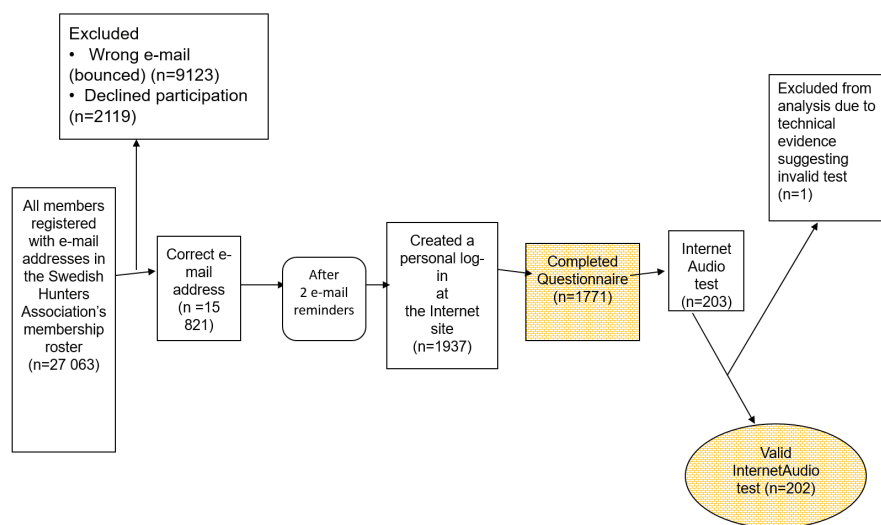 Excluded
• Wrong e-mail
(bounced) (n=9123)
• Declined participation
(n=2119)
All members
registered
with e-mail
addresses in
the Swedish
Hunters
Association's
membership
roster
(n=27 063)
Correct e-
mail
address
(n =15
821)
After
2 e-mail
reminders
Created a
personal log-
in
at
the Internet
site
(n=1937)
Completed
Questionnaire
(n=1771)
Internet
Audio
test
(n=203)
Excluded from
analysis due to
technical
evidence
suggesting
invalid test
(n=1)
Valid
InternetAudio
test (n=202)